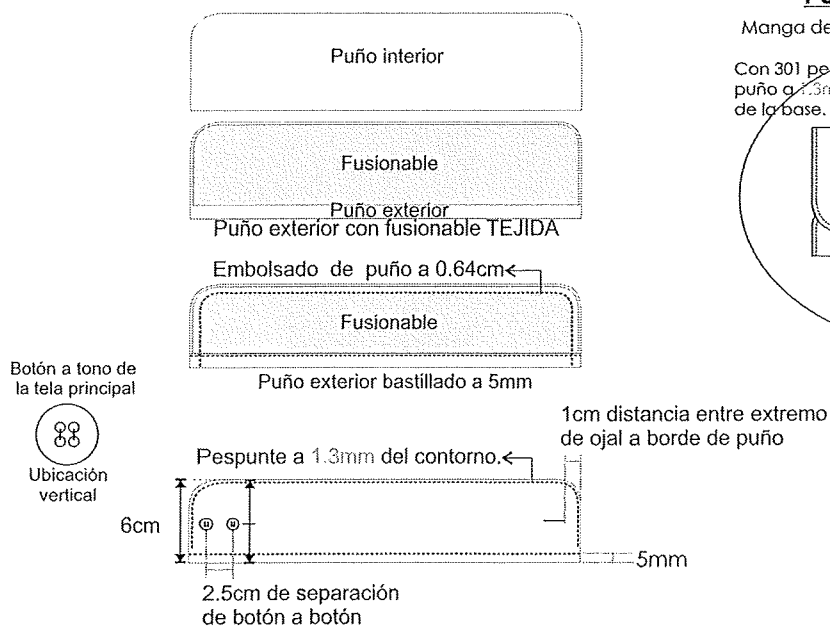 Puño interior
Manga de
Con 301
puño a 1.3
de la base.
Fusionable
Puño exterior
Puño exterior con fusionable TEJIDA
Embolsado de puño a 0.64cm
Fusionable
Puño exterior bastillado a 5mm
Botón a tono de
la tela principal
Ubicación
vertical
1cm distancia entre extremo
de ojal a borde de puño
Pespunte a 1.3mm del contorno.
6cm
5mm
2.5cm de separación
de botón a botón